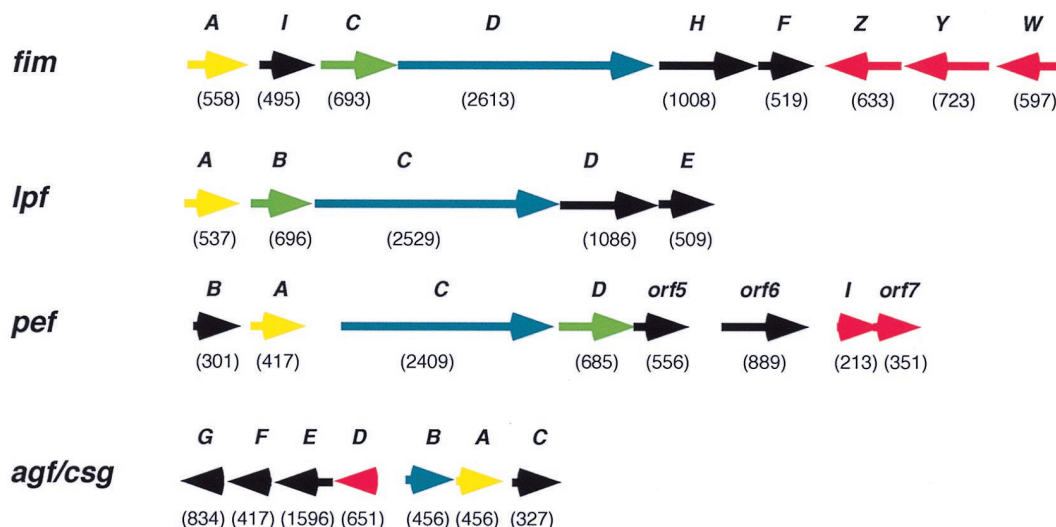 A I C D H F Z Y W
fim
(558) (495) (693) (2613) (1008) (519) (633) (723) (597)
A B C D E
lpf
(537) (696) (2529) (1086) (509)
B A C D orf5 orf6 I orf7
pef
(301) (417) (2409) (685) (556) (889) (213) (351)
G F E D B A C
agf/csg
(834) (417) (1596) (651) (456) (456) (327)